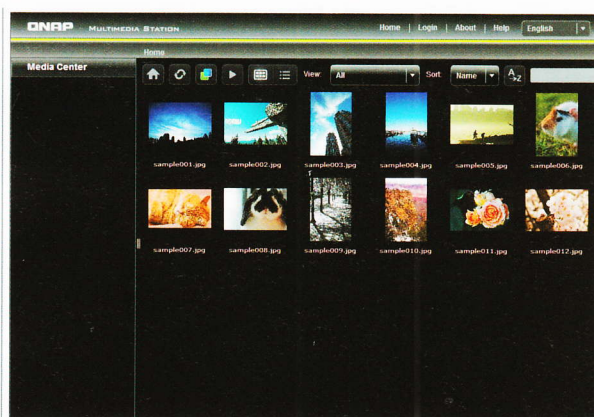 QNAP MULTIMEDIA STATION Home | Login | About | Help English
Home
Media Center View: All Sort: Name A Z
sample001.jpg sample002.jpg sample003.jpg sample004.jpg sample005.jpg sample006.jpg
sample007.jpg sample008.jpg sample009.jpg sample010.jpg sample011.jpg sample012.jpg